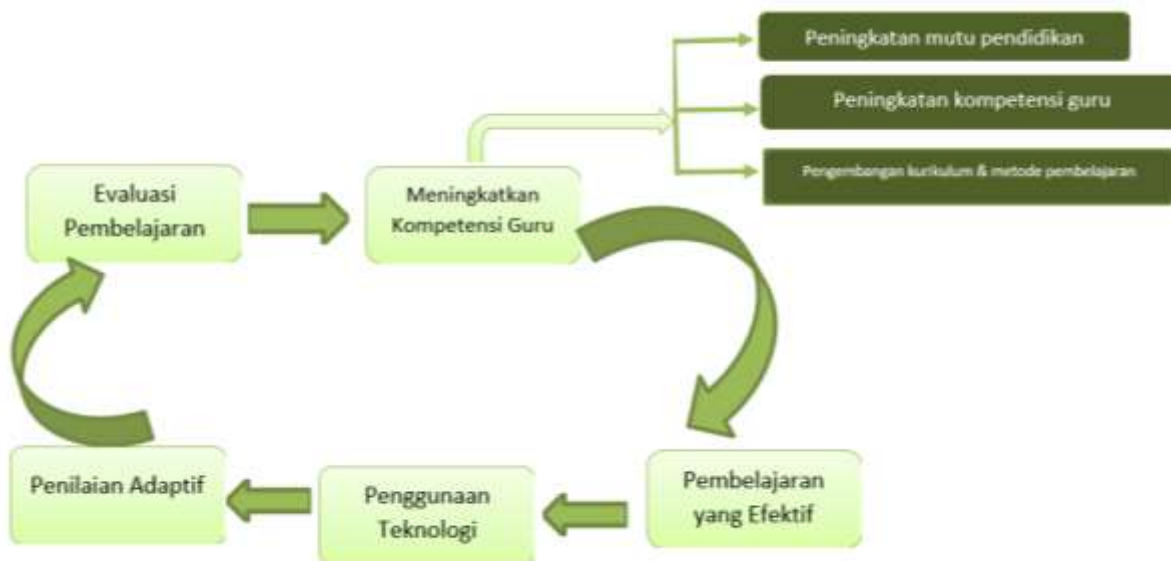 Peningkatan mutu pendidikan
Peningkatan kompetensi guru
Pengembangan kurikulum & metode pembelajaran
Evaluasi
Pembelajaran
Meningkatkan
Kompetensi Guru
Penilaian Adaptif
Penggunaan
Teknologi
Pembelajaran
yang Efektif